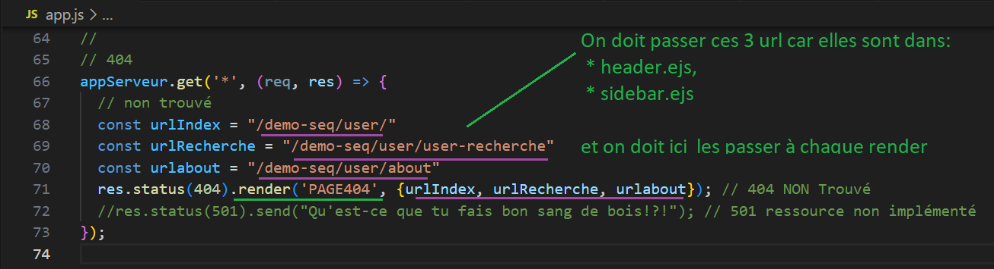 JS app.js > ...
64 //
65 // 404
66 appServeur.get('*', (req, res) => {
67 // non trouvé
68 const urlIndex = "/demo-seq/user/"
69 const urlRecherche = "/demo-seq/user/user-recherche"
70 const urlabout = "/demo-seq/user/about"
71 res.status(404).render('PAGE404', {urlIndex, urlRecherche, urlabout}); // 404 NON Trouvé
72 //res.status(501).send("Qu'est-ce que tu fais bon sang de bois!?!"); // 501 ressource non implémenté
73 });
74
On doit passer ces 3 url car elles sont dans:
* header.ejs,
* sidebar.ejs
et on doit ici les passer à chaque render